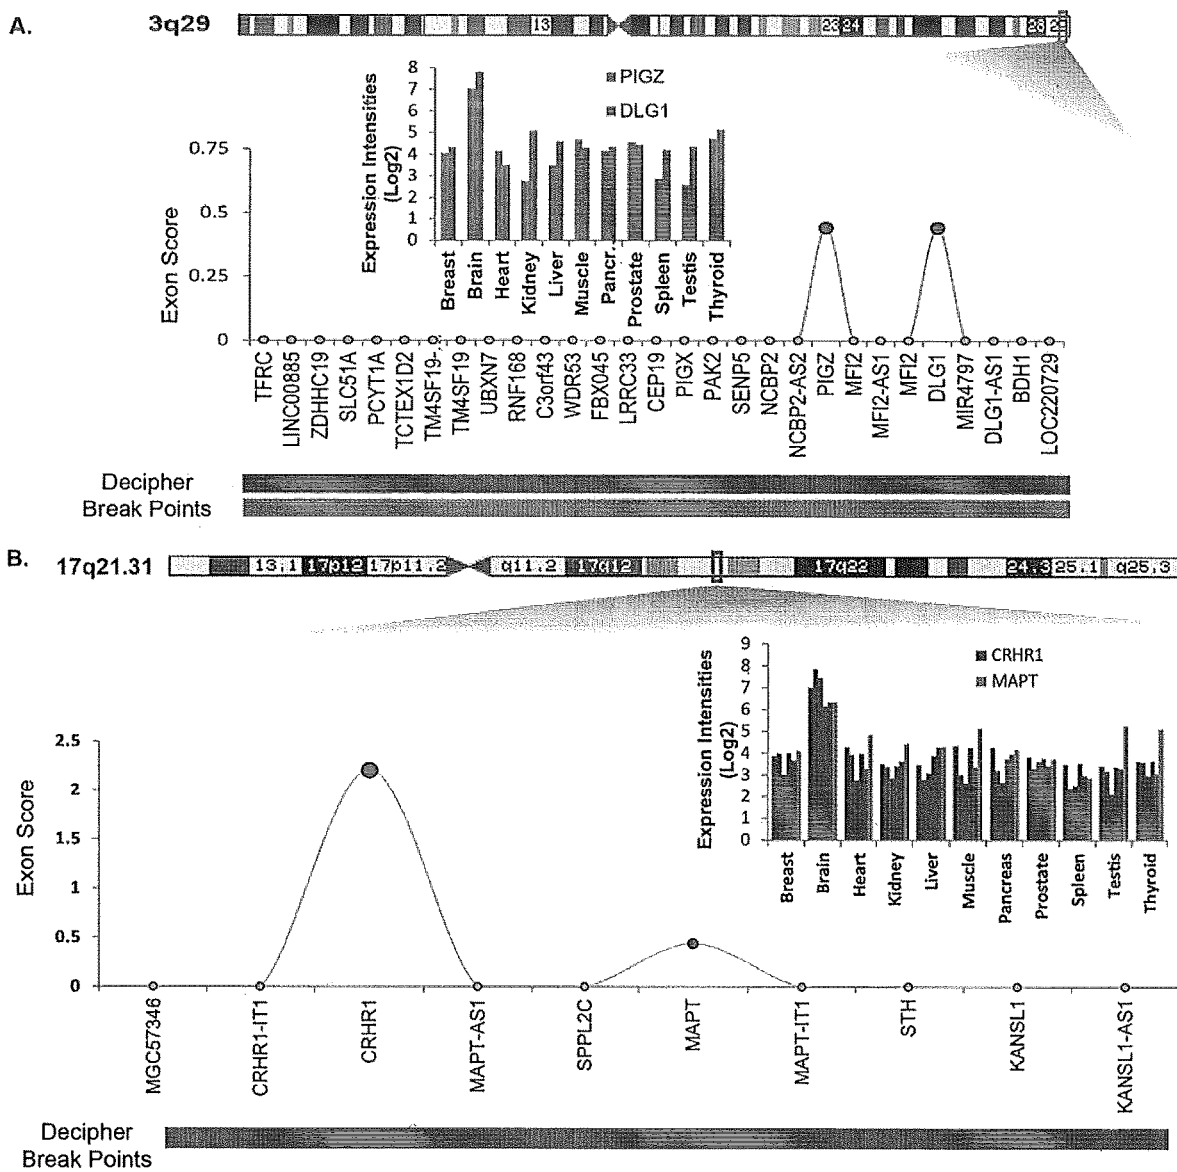 A.
3q29
13
23
24
28
29
8
7
6
5
4
3
2
1
0
Expression Intensities
(Log2)
PIGZ
DLG1
Breast
Brain
Heart
Kidney
Liver
Muscle
Pancr.
Prostate
Spleen
Testis
Thyroid
0.75
0.5
0.25
0
Exon Score
TFRC
LINC00885
ZDHHC19
SLC51A
PCYT1A
TCTEX1D2
TM4SF19-..
TM4SF19
UBXN7
RNF168
C3orf43
WDR53
FBXO45
LRRC33
CEP19
PIGX
PAK2
SENP5
NCBP2
NCBP2-AS2
PIGZ
MFI2
MFI2-AS1
MFI2
DLG1
MIR4797
DLG1-AS1
BDH1
LOC220729
Decipher
Break Points
B.
17q21.31
13.1
17p12
17p11.2
q11.2
17q12
17q22
24.3
25.1
q25.3
9
8
7
6
5
4
3
2
1
0
Expression Intensities
(Log2)
CRHR1
MAPT
Breast
Brain
Heart
Kidney
Liver
Muscle
Pancreas
Prostate
Spleen
Testis
Thyroid
2.5
2
1.5
1
0.5
0
Exon Score
MGC57346
CRHR1-IT1
CRHR1
MAPT-AS1
SPPL2C
MAPT
MAPT-IT1
STH
KANSL1
KANSL1-AS1
Decipher
Break Points